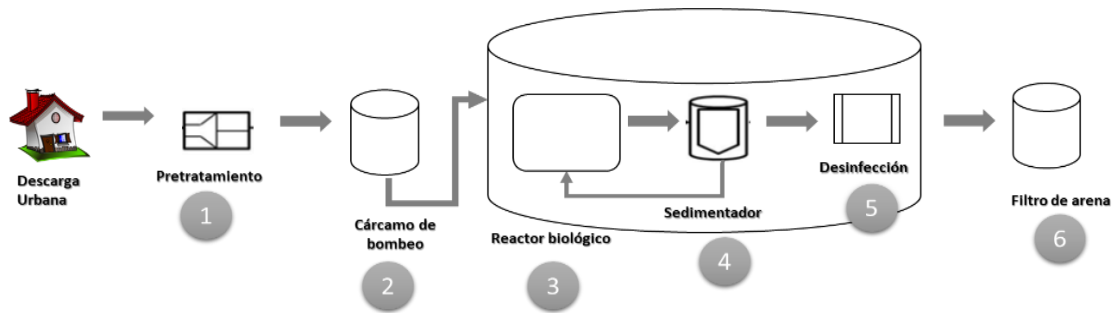 Descarga
Urbana
Pretratamiento
1
Cárcamo de
bombeo
2
Reactor biológico
3
Sedimentador
4
Desinfección
5
Filtro de arena
6